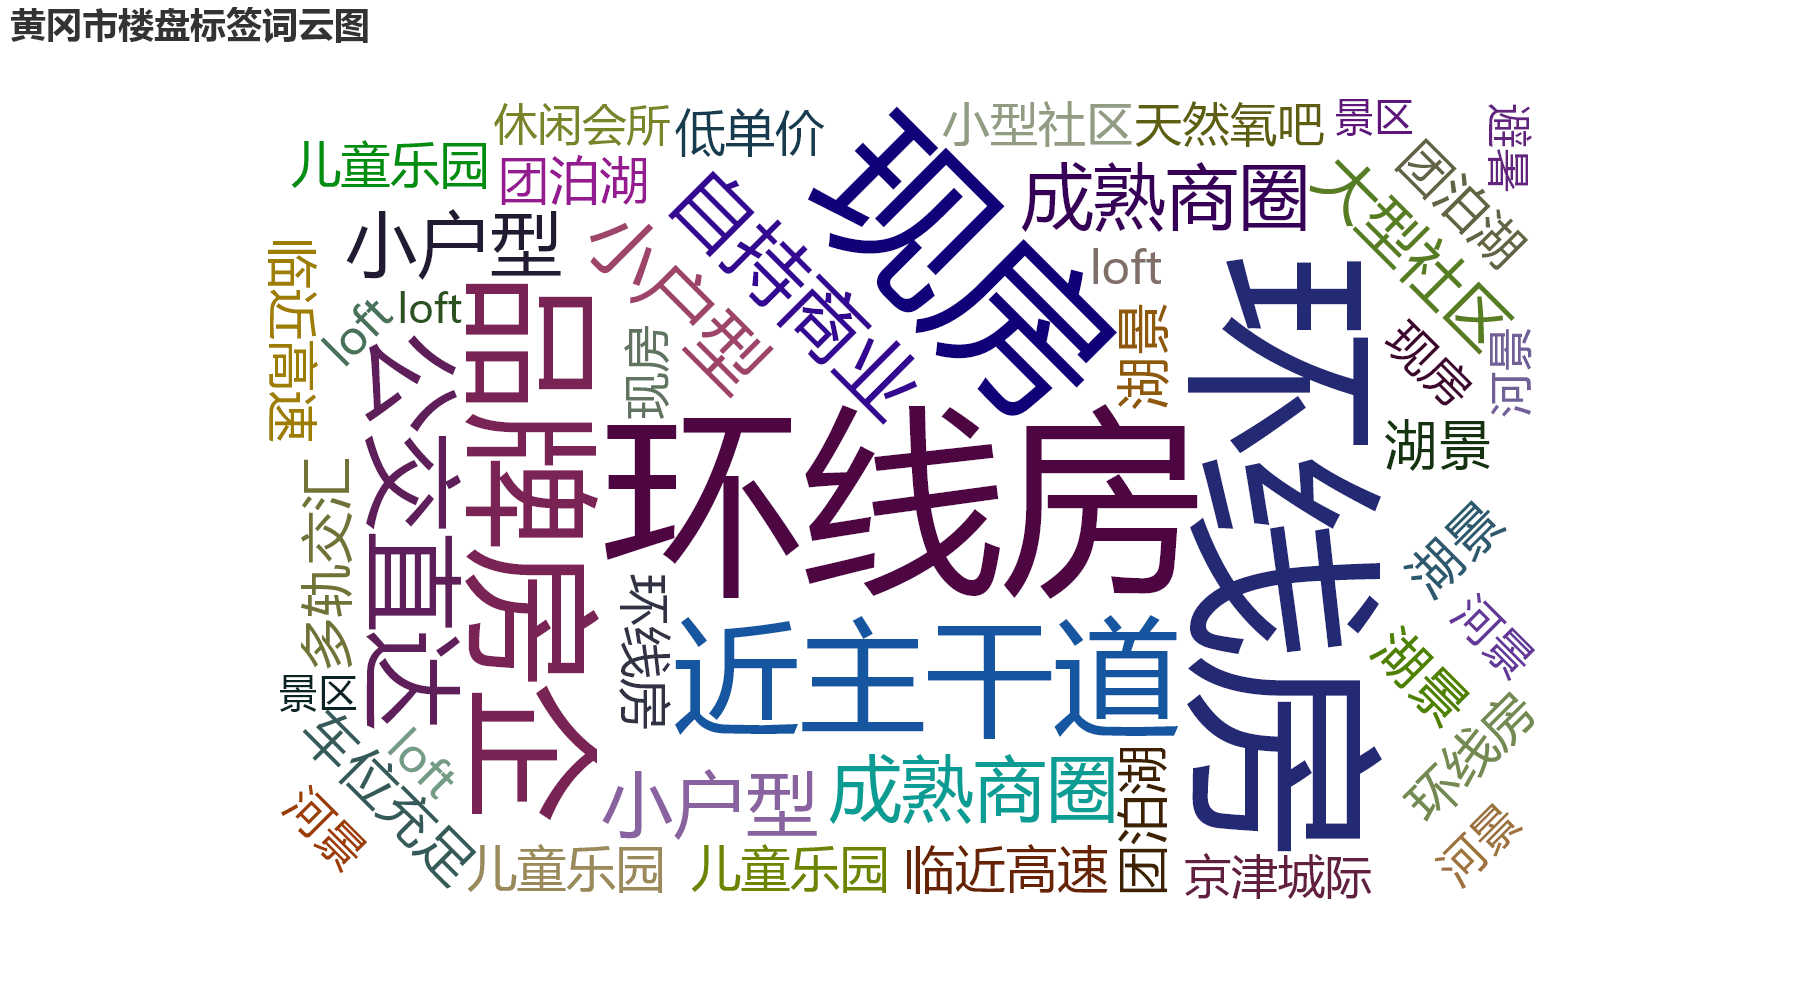 黄冈市楼盘标签词云图
休闲会所
低单价
小型社区
天然氧吧
景区
避暑
儿童乐园
团泊湖
现房
成熟商圈
大型社区
团泊湖
小户型
小户型
自持商业
loft
临近高速
loft
loft
品牌房企
公交直达
现房
湖景
环线房
现房
河景
湖景
环线房
多轨交汇
环线房
近主干道
湖景
河景
湖景
景区
车位充足
loft
河景
小户型
成熟商圈
团泊湖
环线房
河景
儿童乐园
儿童乐园
临近高速
京津城际